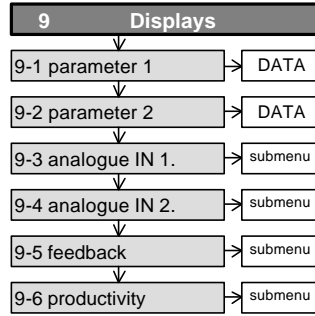 9 Displays
9-1 parameter 1 DATA
9-2 parameter 2 DATA
9-3 analogue IN 1. submenu
9-4 analogue IN 2. submenu
9-5 feedback submenu
9-6 productivity submenu